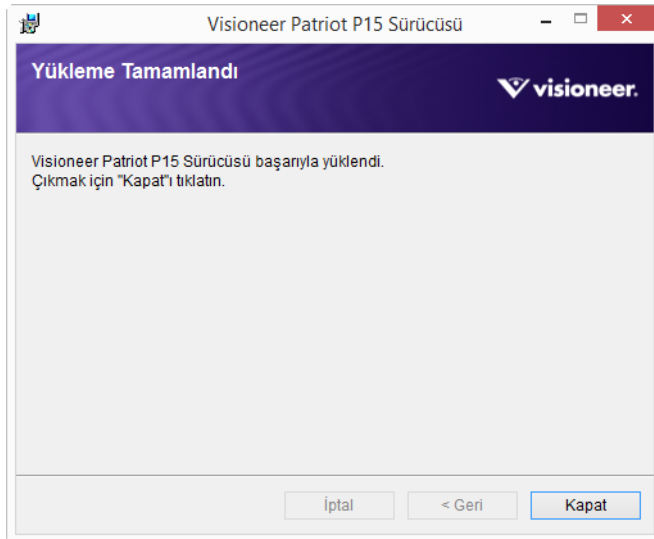 Visioneer Patriot P15 Sürücüsü
Yükleme Tamamlandı
visioneer.
Visioneer Patriot P15 Sürücüsü başarıyla yüklendi.
Çıkmak için "Kapat"ı tıklatın.
İptal
< Geri
Kapat